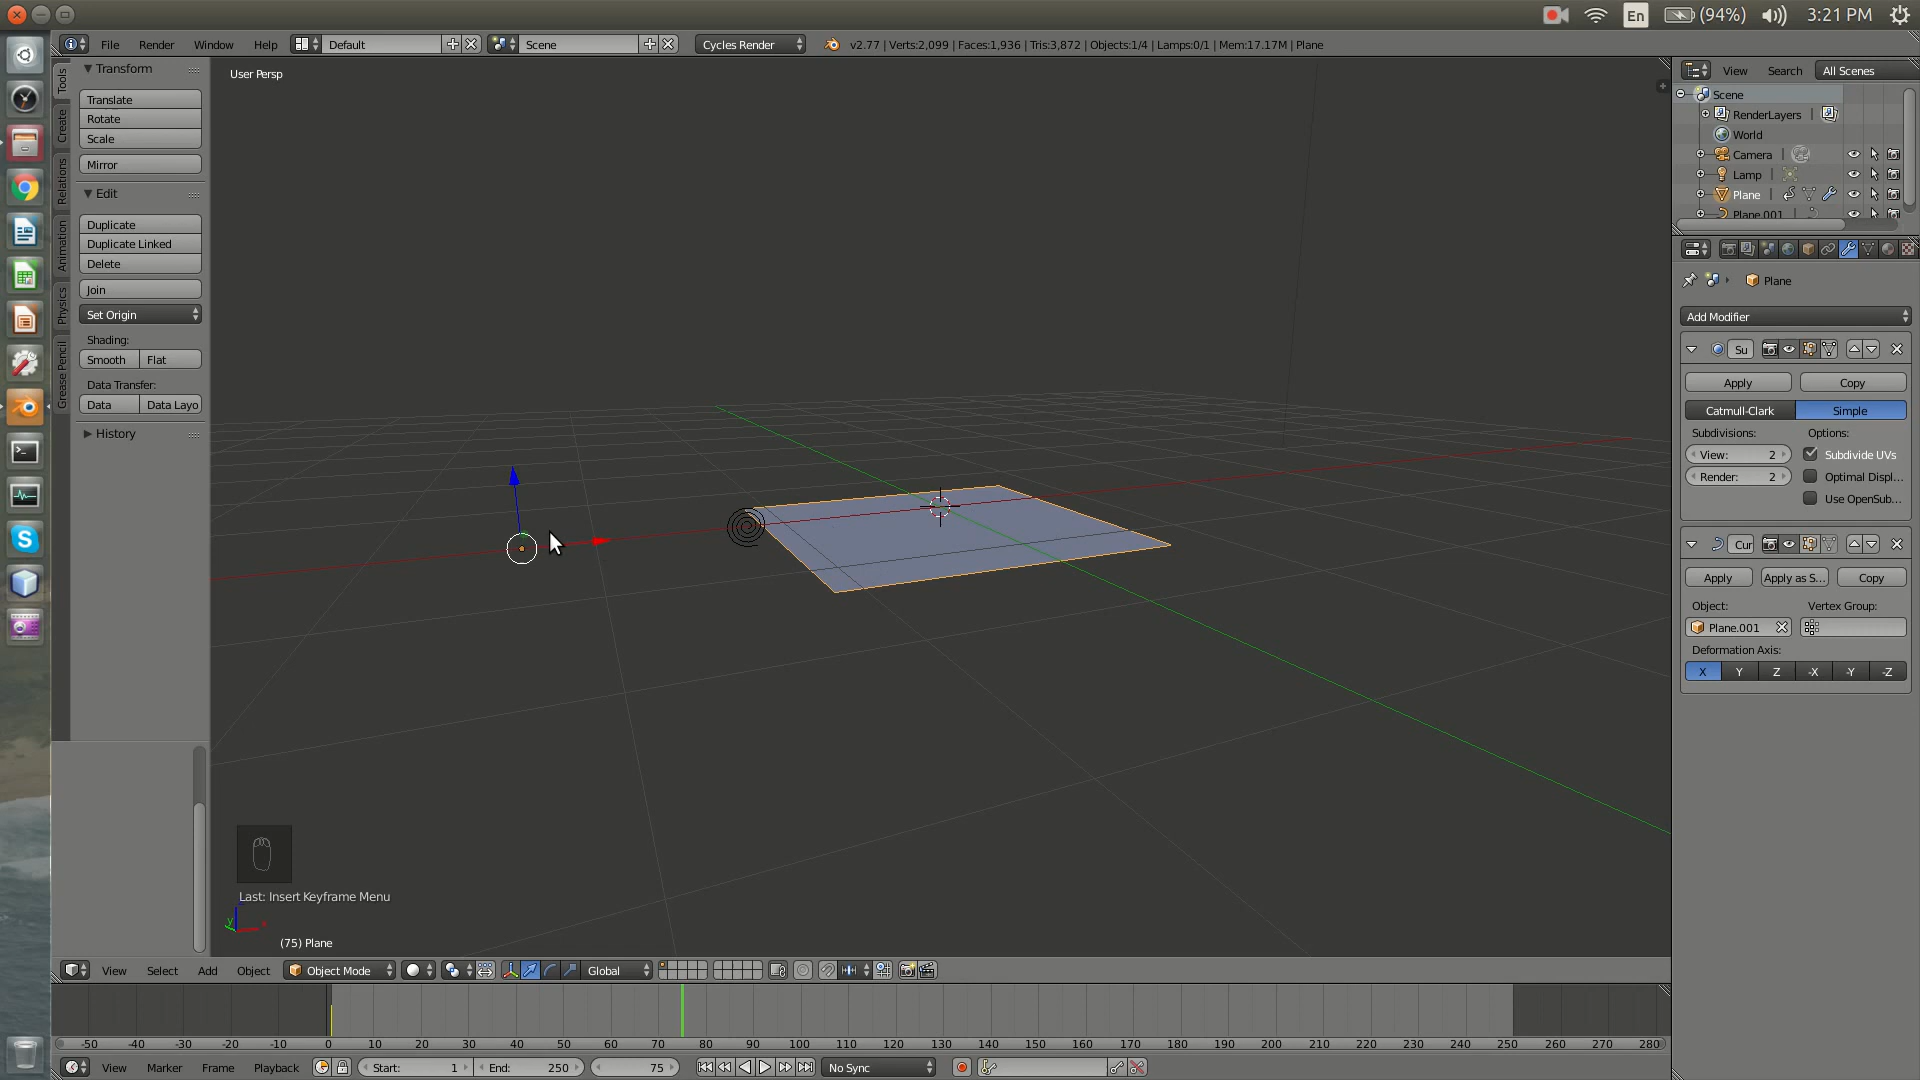 En (94%) 3:21 PM
File Render Window Help Default Scene Cycles Render v2.77 | Verts:2,099 | Faces:1,936 | Tris:3,872 | Objects:1/4 | Lamps:0/1 | Mem:17.17M | Plane
Tools
Create
Relations
Animation
Physics
Grease Pencil
Transform
Translate
Rotate
Scale
Mirror
Edit
Duplicate
Duplicate Linked
Delete
Join
Set Origin
Shading:
Smooth Flat
Data Transfer:
Data Data Layo
History
User Persp
Last: Insert Keyframe Menu
(75) Plane
View Search All Scenes
Scene
RenderLayers
World
Camera
Lamp
Plane
Plane.001
Plane
Add Modifier
Su
Apply Copy
Catmull-Clark Simple
Subdivisions: Options:
View: 2 Subdivide UVs
Render: 2 Optimal Displ...
Use OpenSub...
Cur
Apply Apply as S... Copy
Object: Vertex Group:
Plane.001
Deformation Axis:
X Y Z -X -Y -Z
View Select Add Object Object Mode Global
-50 -40 -30 -20 -10 0 10 20 30 40 50 60 70 80 90 100 110 120 130 140 150 160 170 180 190 200 210 220 230 240 250 260 270 280
View Marker Frame Playback Start: 1 End: 250 75 No Sync